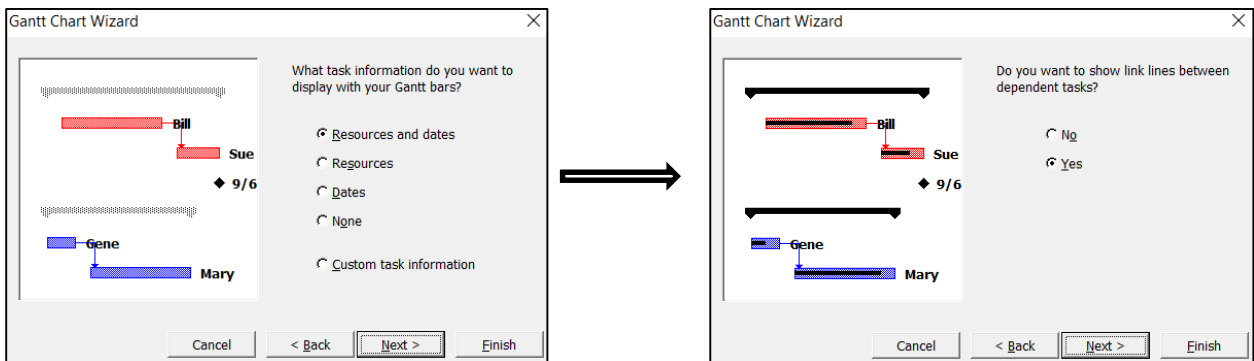 Gantt Chart Wizard
What task information do you want to
display with your Gantt bars?
Bill
Sue
9/6
Gene
Mary
Resources and dates
Resources
Dates
None
Custom task information
Cancel
< Back
Next >
Finish
Gantt Chart Wizard
Do you want to show link lines between
dependent tasks?
Bill
Sue
9/6
Gene
Mary
No
Yes
Cancel
< Back
Next >
Finish